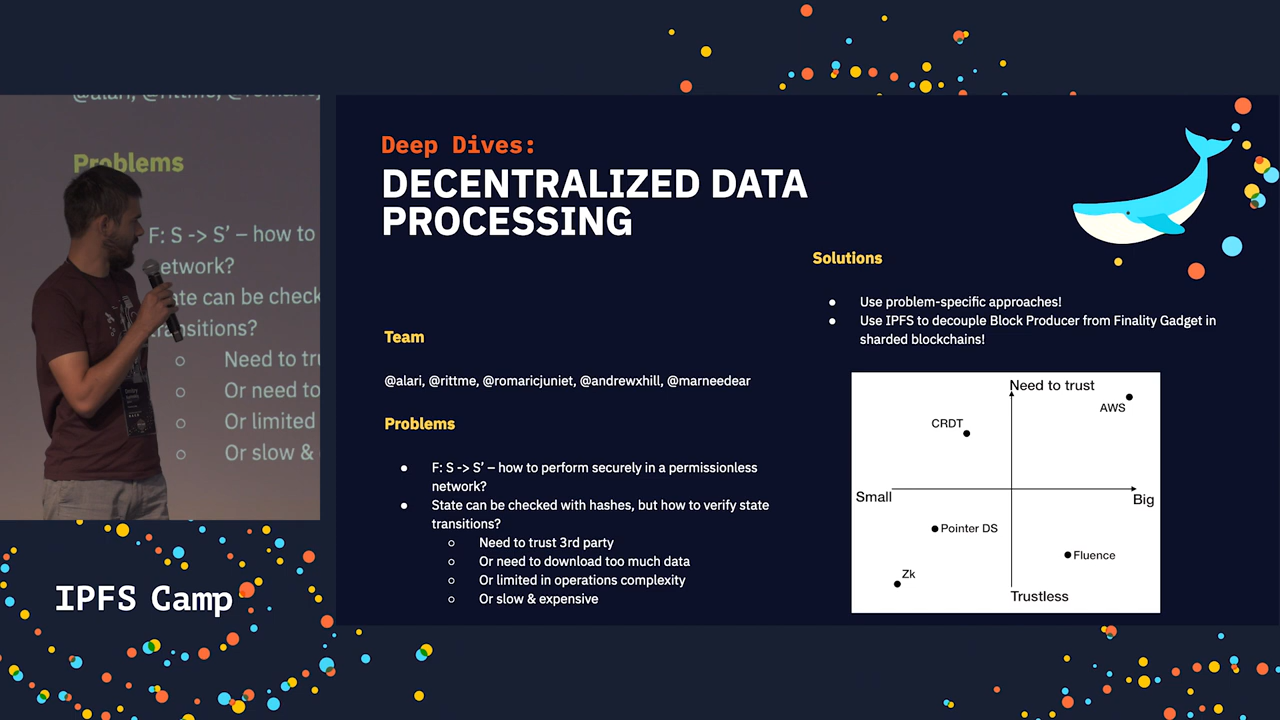 @alari, @rittme, @romaricj
Problems
F: S -> S’ – how to
etwork?
ate can be check
transitions?
○ Need to tru
○ Or need to
○ Or limited
○ Or slow &
IPFS Camp
Deep Dives:
DECENTRALIZED DATA
PROCESSING
Team
@alari, @rittme, @romaricjuniet, @andrewxhill, @marneedear
Problems
● F: S -> S’ – how to perform securely in a permissionless
network?
● State can be checked with hashes, but how to verify state
transitions?
○ Need to trust 3rd party
○ Or need to download too much data
○ Or limited in operations complexity
○ Or slow & expensive
Solutions
● Use problem-specific approaches!
● Use IPFS to decouple Block Producer from Finality Gadget in
sharded blockchains!
Need to trust
AWS
CRDT
Small
Big
Pointer DS
Fluence
Zk
Trustless